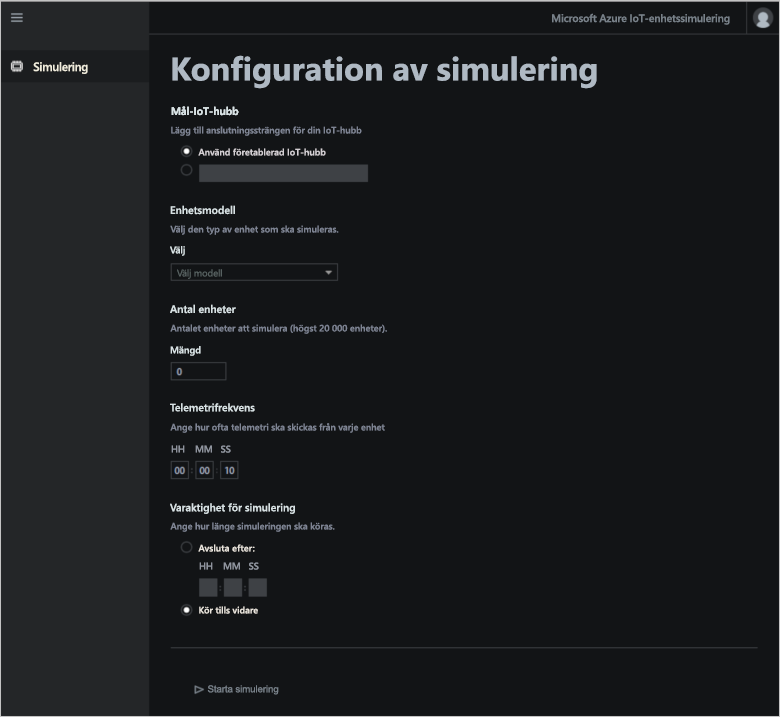 Microsoft Azure IoT-enhetssimulering
Simulering
Konfiguration av simulering
Mål-IoT-hubb
Lägg till anslutningssträngen för din IoT-hubb
Använd företablerad IoT-hubb
Enhetsmodell
Välj den typ av enhet som ska simuleras.
Välj
Välj modell
Antal enheter
Antalet enheter att simulera (högst 20 000 enheter).
Mängd
0
Telemetrifrekvens
Ange hur ofta telemetri ska skickas från varje enhet
HH MM SS
00 : 00 : 10
Varaktighet för simulering
Ange hur länge simuleringen ska köras.
Avsluta efter:
HH MM SS
: :
Kör tills vidare
Starta simulering